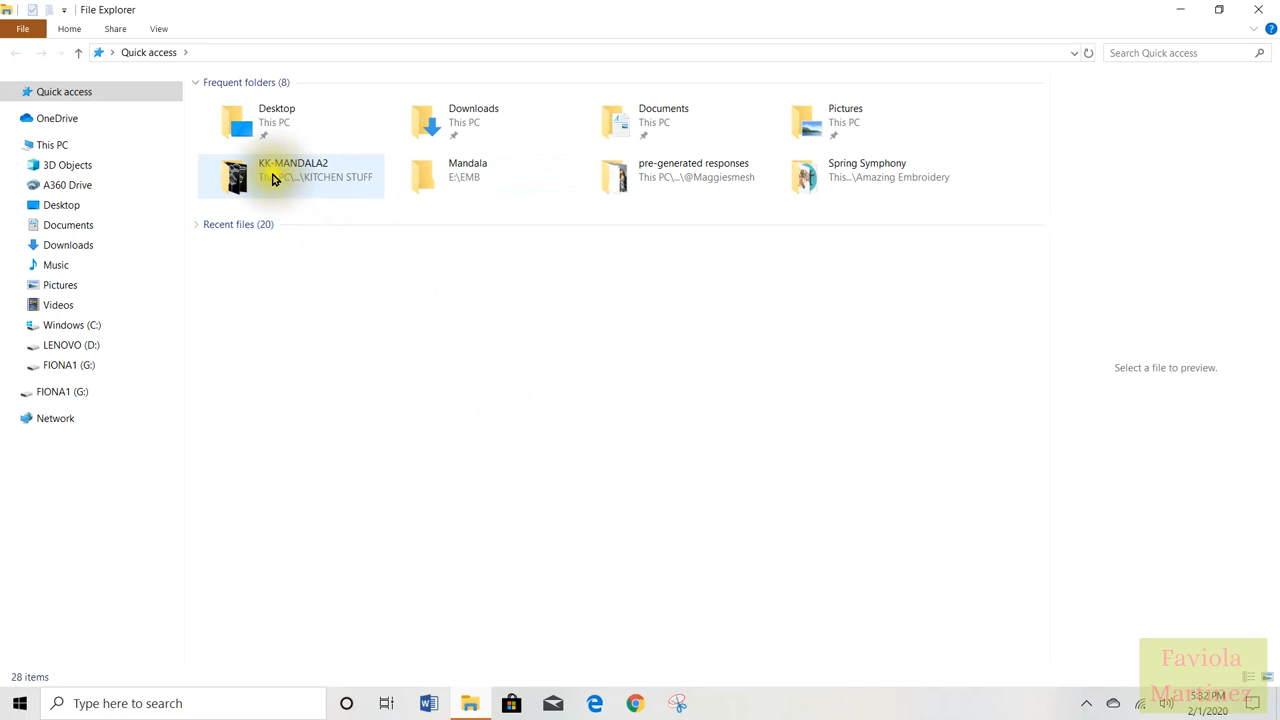 File Explorer
File Home Share View
Quick access
Search Quick access
Quick access
OneDrive
This PC
3D Objects
A360 Drive
Desktop
Documents
Downloads
Music
Pictures
Videos
Windows (C:)
LENOVO (D:)
FIONA1 (G:)
FIONA1 (G:)
Network
Frequent folders (8)
Desktop
This PC
Downloads
This PC
Documents
This PC
Pictures
This PC
KK-MANDALA2
This PC\...\KITCHEN STUFF
Mandala
E:\EMB
pre-generated responses
This PC\...\@Maggiesmesh
Spring Symphony
This...\Amazing Embroidery
Recent files (20)
Select a file to preview.
28 items
Type here to search
Faviola
Martinez
5:32 PM
2/1/2020